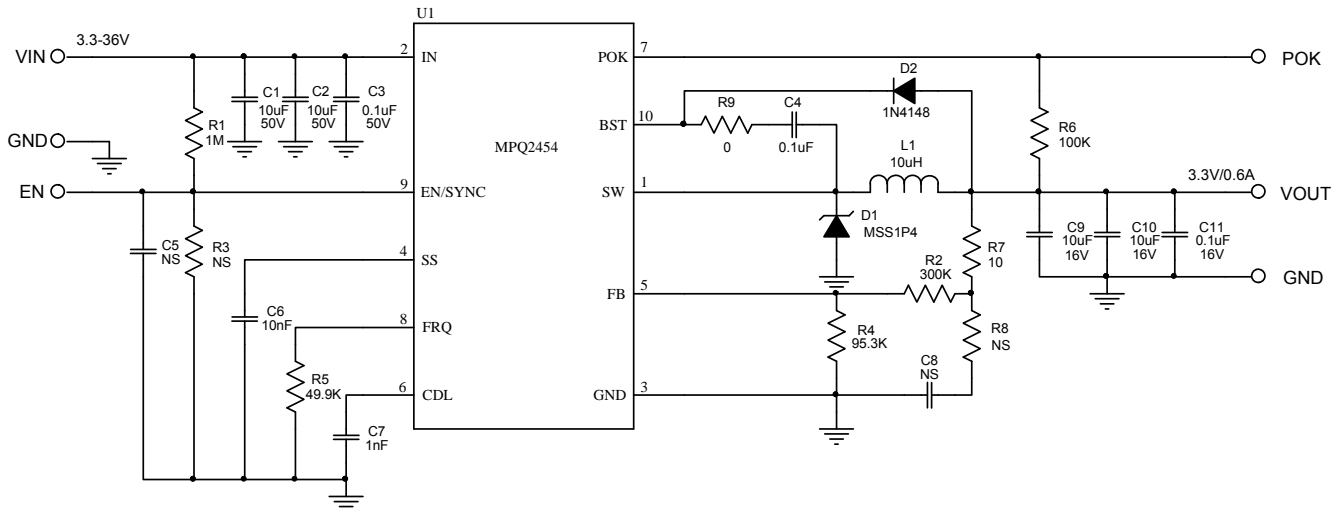 U1
3.3-36V
VIN
2
IN
POK
7
POK
D2
1N4148
C1
10uF
50V
C2
10uF
50V
C3
0.1uF
50V
R1
1M
R9
0
C4
0.1uF
BST
10
R6
100K
GND
MPQ2454
L1
10uH
EN
9
EN/SYNC
SW
1
3.3V/0.6A
VOUT
C5
NS
R3
NS
D1
MSS1P4
R7
10
C9
10uF
16V
C10
10uF
16V
C11
0.1uF
16V
4
SS
R2
300K
GND
FB
5
C6
10nF
8
FRQ
R4
95.3K
R8
NS
R5
49.9K
C8
NS
6
CDL
GND
3
C7
1nF